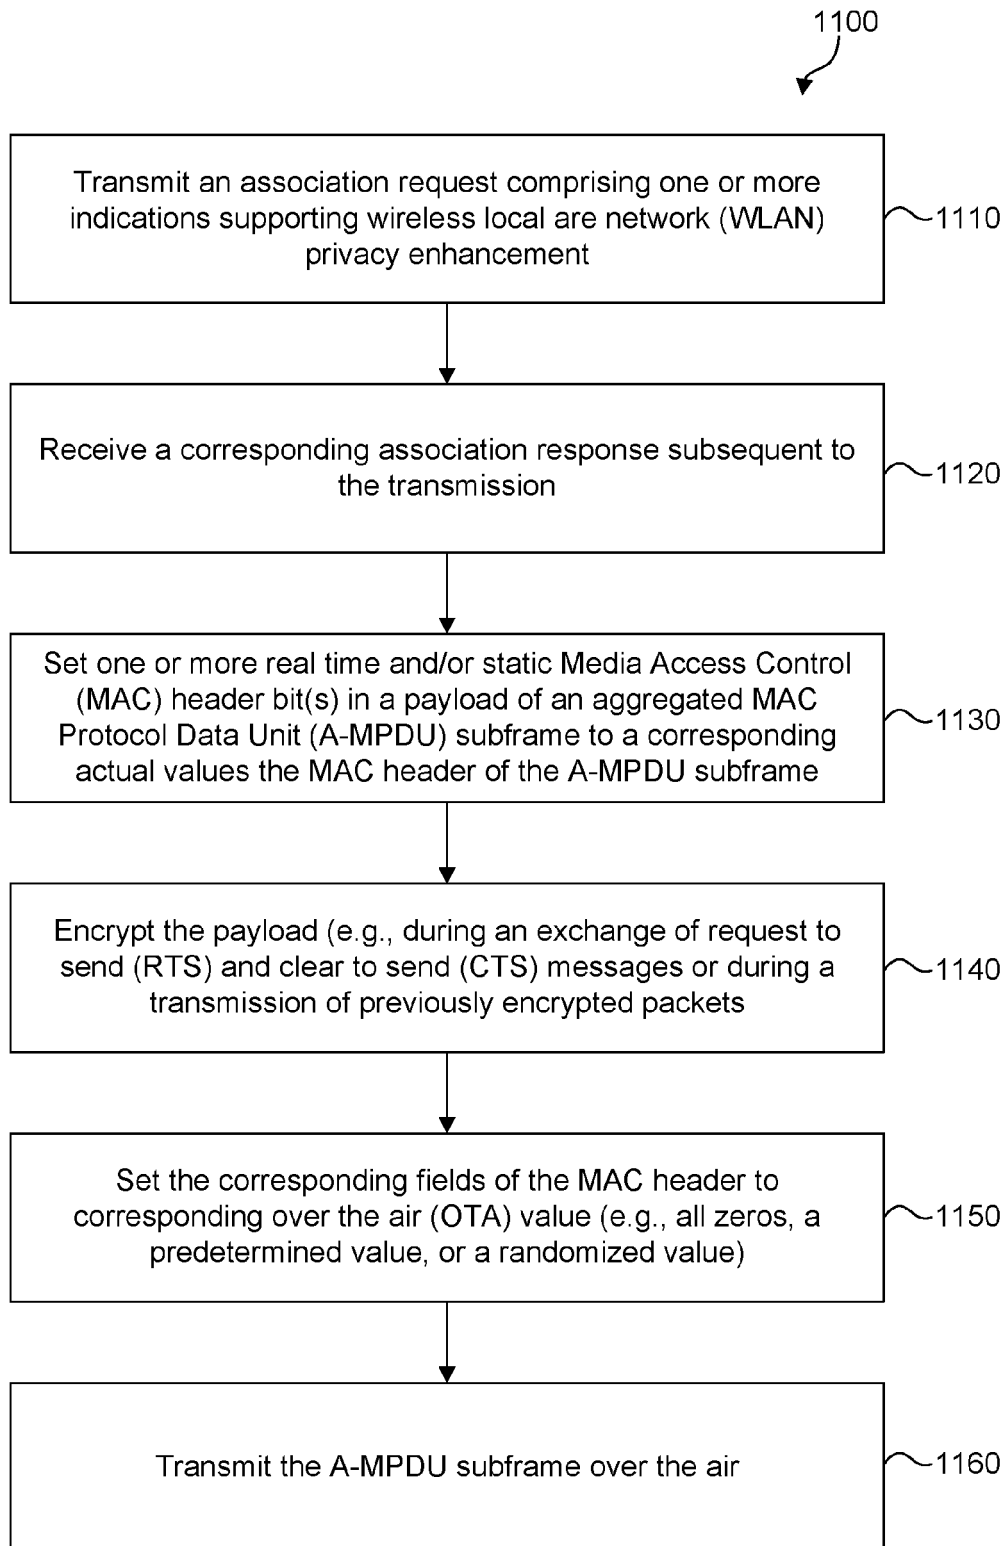 1100
Transmit an association request comprising one or more
indications supporting wireless local are network (WLAN)
privacy enhancement
1110
Receive a corresponding association response subsequent to
the transmission
1120
Set one or more real time and/or static Media Access Control
(MAC) header bit(s) in a payload of an aggregated MAC
Protocol Data Unit (A-MPDU) subframe to a corresponding
actual values the MAC header of the A-MPDU subframe
1130
Encrypt the payload (e.g., during an exchange of request to
send (RTS) and clear to send (CTS) messages or during a
transmission of previously encrypted packets
1140
Set the corresponding fields of the MAC header to
corresponding over the air (OTA) value (e.g., all zeros, a
predetermined value, or a randomized value)
1150
Transmit the A-MPDU subframe over the air
1160